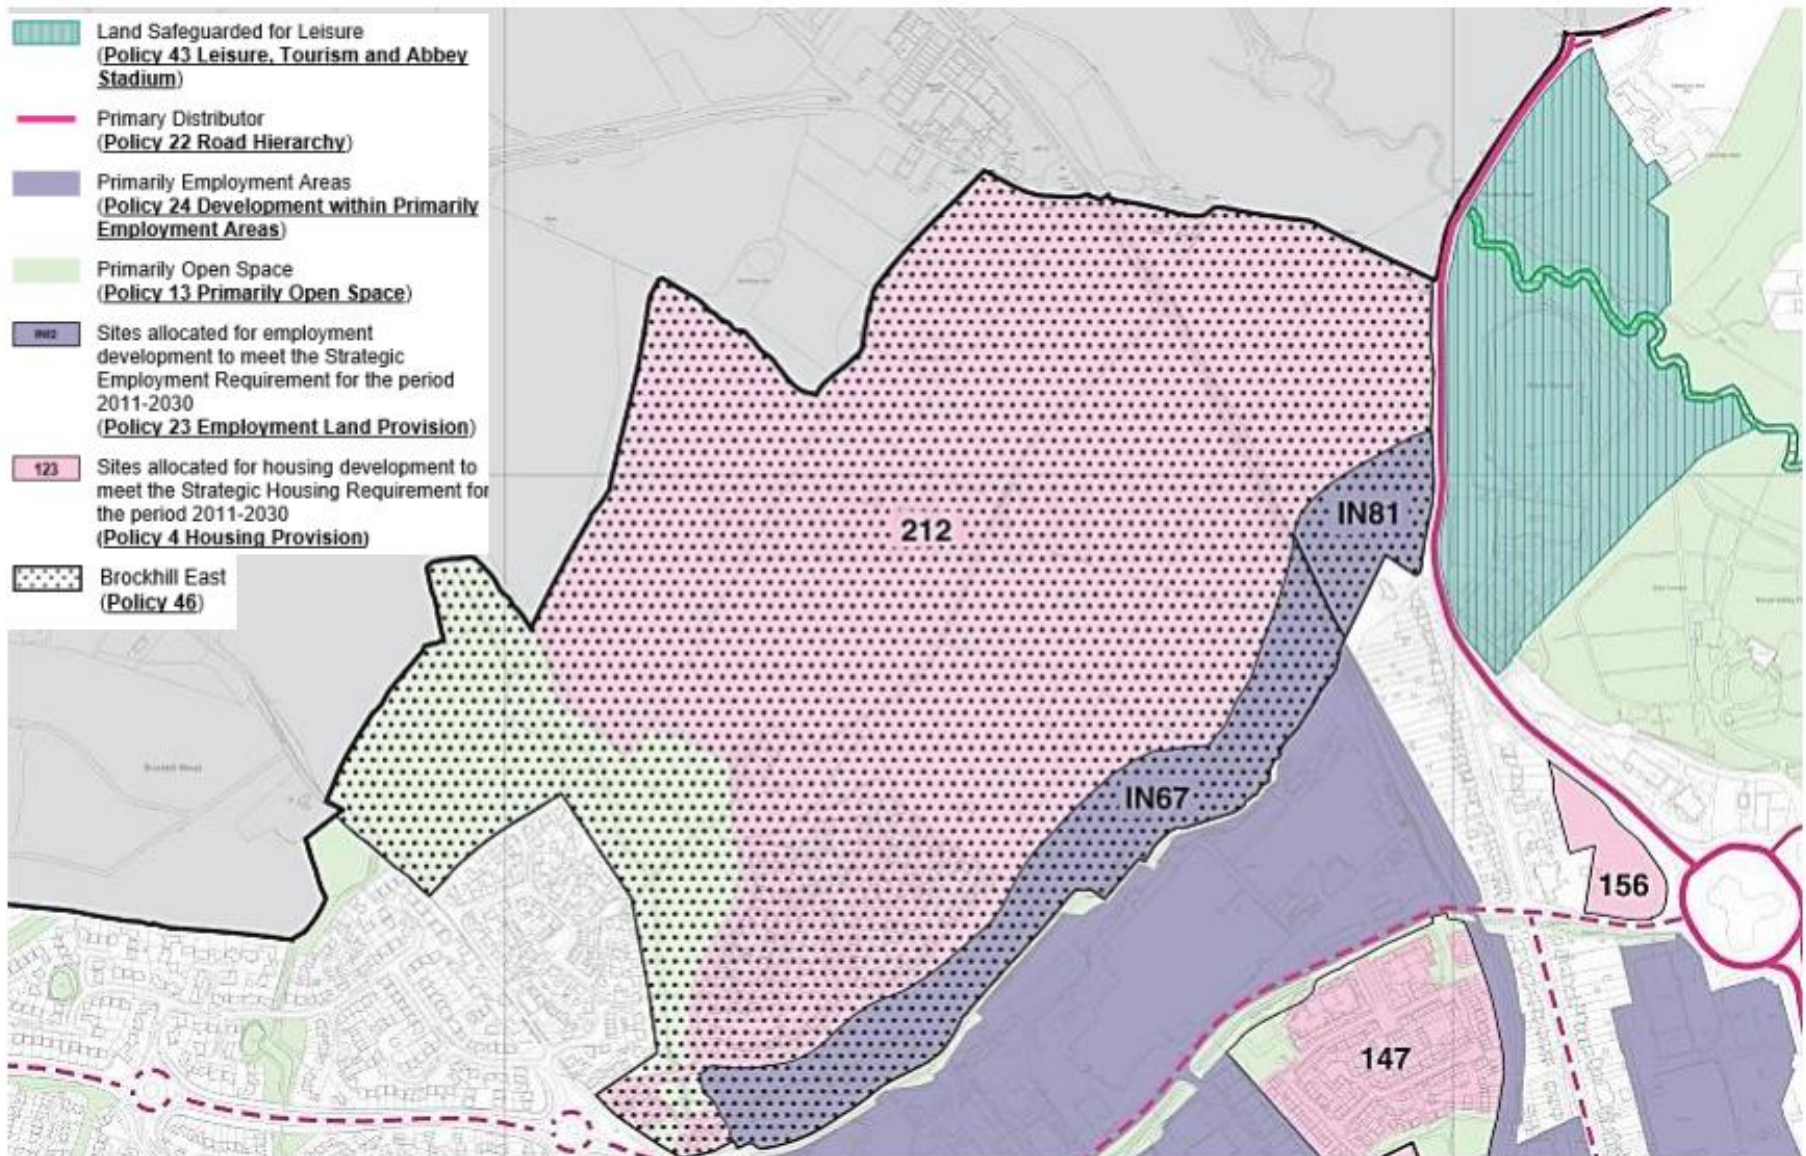 Land Safeguarded for Leisure
(Policy 43 Leisure, Tourism and Abbey
Stadium)
Primary Distributor
(Policy 22 Road Hierarchy)
Primarily Employment Areas
(Policy 24 Development within Primarily
Employment Areas)
Primarily Open Space
(Policy 13 Primarily Open Space)
Sites allocated for employment
development to meet the Strategic
Employment Requirement for the period
2011-2030
(Policy 23 Employment Land Provision)
123
Sites allocated for housing development to
meet the Strategic Housing Requirement for
the period 2011-2030
(Policy 4 Housing Provision)
Brockhill East
(Policy 46)
212
IN81
IN67
156
147